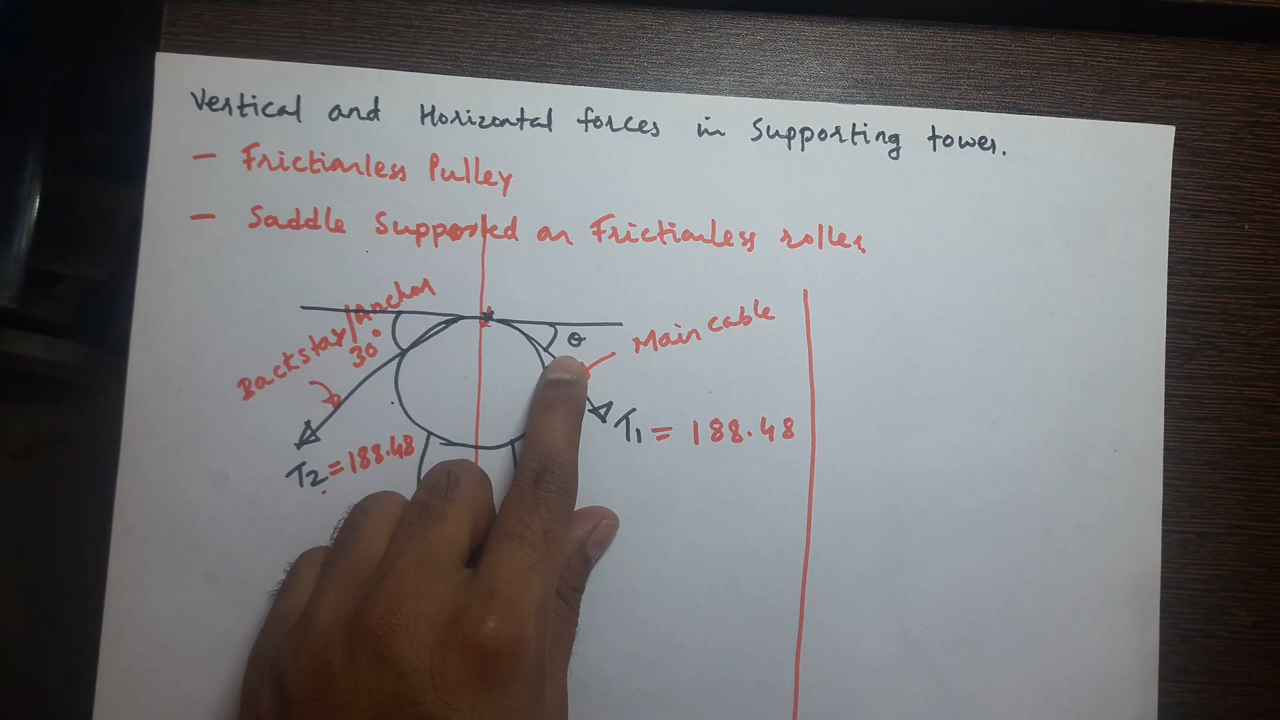 Vertical and Horizontal forces in Supporting tower.
- Frictionless Pulley
- Saddle Supported on Frictionless roller
Backstay/Anchor
30°
θ
Main cable
T2 = 188.48
T1 = 188.48